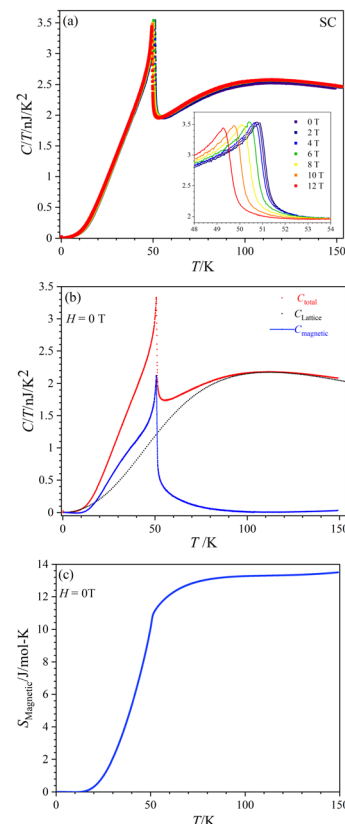 (a)
SC
C/T/nJ/K²
3.5
3
2.5
2
1.5
1
0.5
0
0 T
2 T
4 T
6 T
8 T
10 T
12 T
3.5
3
2.5
2
48 49 50 51 52 53 54
0 50 100 150
T/K
(b)
H = 0 T
C_total
C_Lattice
C_magnetic
C/T/nJ/K²
3.5
3
2.5
2
1.5
1
0.5
0
0 50 100 150
T /K
(c)
H = 0T
S_Magnetic/J/mol-K
14
12
10
8
6
4
2
0
0 50 100 150
T/K